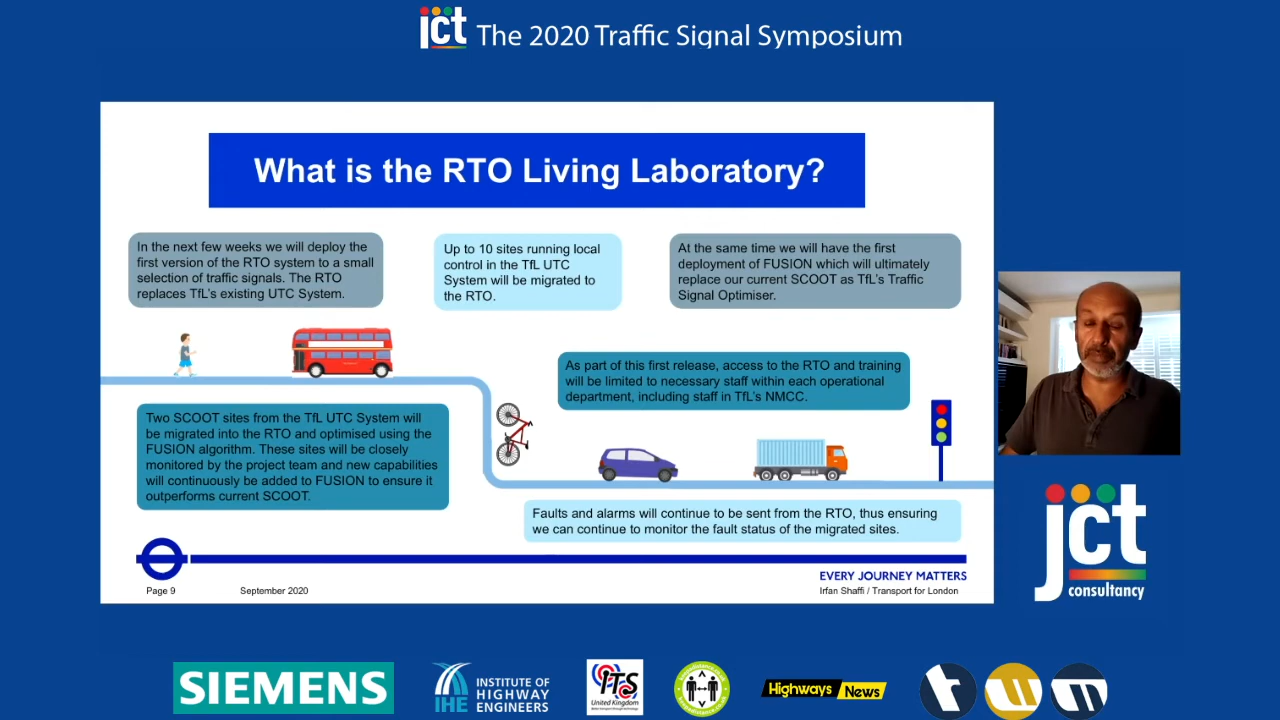 jct The 2020 Traffic Signal Symposium
What is the RTO Living Laboratory?
In the next few weeks we will deploy the
first version of the RTO system to a small
selection of traffic signals. The RTO
replaces TfL's existing UTC System.
Up to 10 sites running local
control in the TfL UTC
System will be migrated to
the RTO.
At the same time we will have the first
deployment of FUSION which will ultimately
replace our current SCOOT as TfL's Traffic
Signal Optimiser.
As part of this first release, access to the RTO and training
will be limited to necessary staff within each operational
department, including staff in TfL's NMCC.
Two SCOOT sites from the TfL UTC System will
be migrated into the RTO and optimised using the
FUSION algorithm. These sites will be closely
monitored by the project team and new capabilities
will continuously be added to FUSION to ensure it
outperforms current SCOOT.
Faults and alarms will continue to be sent from the RTO, thus ensuring
we can continue to monitor the fault status of the migrated sites.
EVERY JOURNEY MATTERS
Page 9 September 2020 Irfan Shaffi / Transport for London
jct
consultancy
SIEMENS
IHE
INSTITUTE OF
HIGHWAY
ENGINEERS
ITS
United Kingdom
Highways News